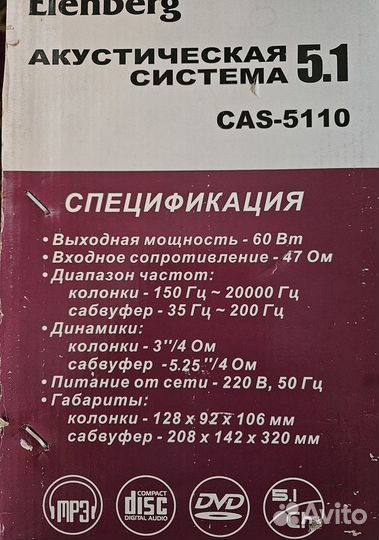 Elenberg
АКУСТИЧЕСКАЯ
СИСТЕМА 5.1
CAS-5110
СПЕЦИФИКАЦИЯ
• Выходная мощность - 60 Вт
• Входное сопротивление - 47 Ом
• Диапазон частот:
колонки - 150 Гц ~ 20000 Гц
сабвуфер - 35 Гц ~ 200 Гц
• Динамики:
колонки - 3"/4 Ом
сабвуфер - 5.25"/4 Ом
• Питание от сети - 220 В, 50 Гц
• Габариты:
колонки - 128 х 92 х 106 мм
сабвуфер - 208 х 142 х 320 мм
MP3
COMPACT
disc
DIGITAL AUDIO
DVD
5.1
CH
Avito